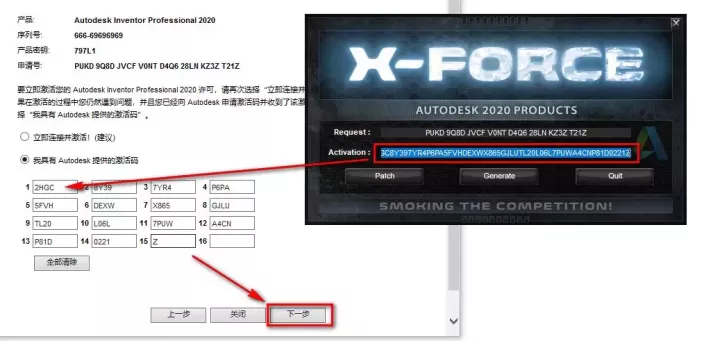 产品: Autodesk Inventor Professional 2020
序列号: 666-69696969
产品密钥: 797L1
申请号: PUKD 9Q8D JVCF V0NT D4Q6 28LN KZ3Z T21Z
要立即激活您的 Autodesk Inventor Professional 2020 许可，请再次选择“立即连接并
果在激活的过程中您仍然遇到问题，并且您已经向 Autodesk 申请激活码并收到了该激
择“我具有 Autodesk 提供的激活码”。
立即连接并激活! (建议)
我具有 Autodesk 提供的激活码
1 2HGC 2 8Y39 3 7YR4 4 P6PA
5 5FVH 6 DEXW 7 X865 8 GJLU
9 TL20 10 L06L 11 7PUW 12 A4CN
13 P81D 14 0221 15 Z 16
全部清除
上一步 关闭 下一步
X-FORCE
AUTODESK 2020 PRODUCTS
Request : PUKD 9Q8D JVCF V0NT D4Q6 28LN KZ3Z T21Z
Activation : 3C8Y397YR4P6PA5FVHDEXWX865GJLUTL20L06L7PUWA4CNP81D0221Z
Patch Generate Quit
SMOKING THE COMPETITION!